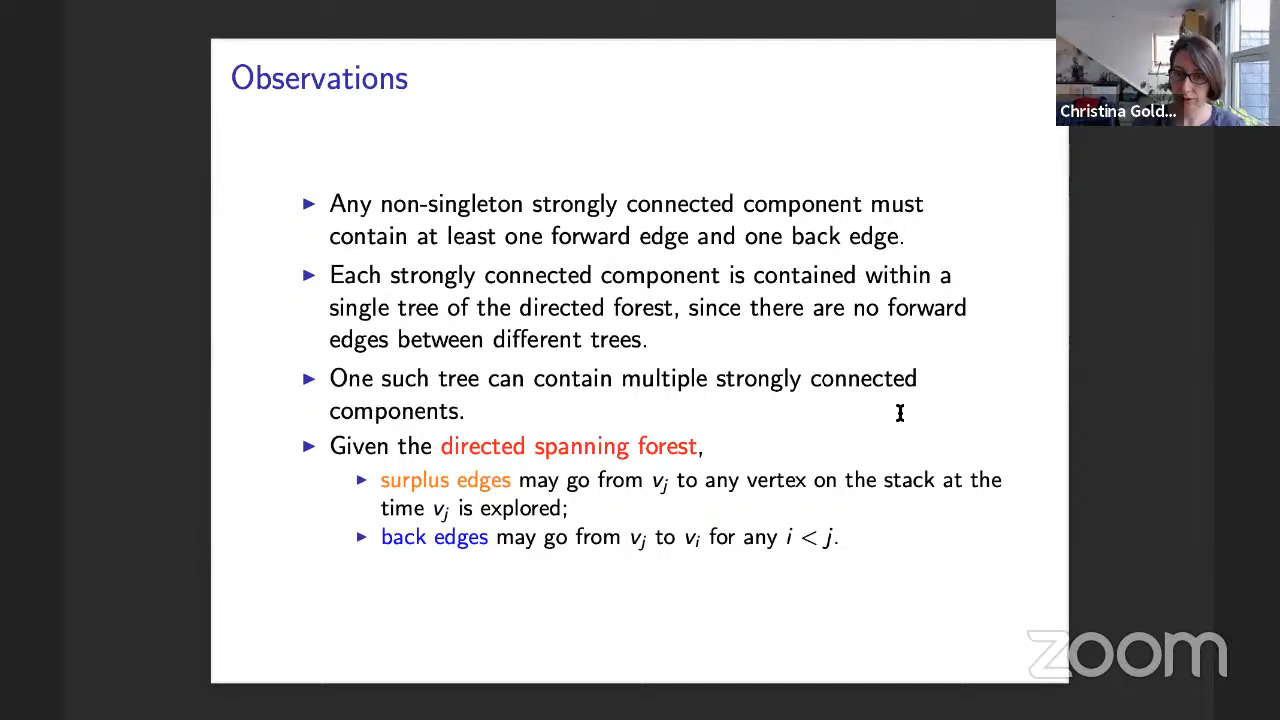 Observations
Christina Gold...
▶ Any non-singleton strongly connected component must
contain at least one forward edge and one back edge.
▶ Each strongly connected component is contained within a
single tree of the directed forest, since there are no forward
edges between different trees.
▶ One such tree can contain multiple strongly connected
components.
▶ Given the directed spanning forest,
▶ surplus edges may go from v_j to any vertex on the stack at the
time v_j is explored;
▶ back edges may go from v_j to v_i for any i < j.
zoom